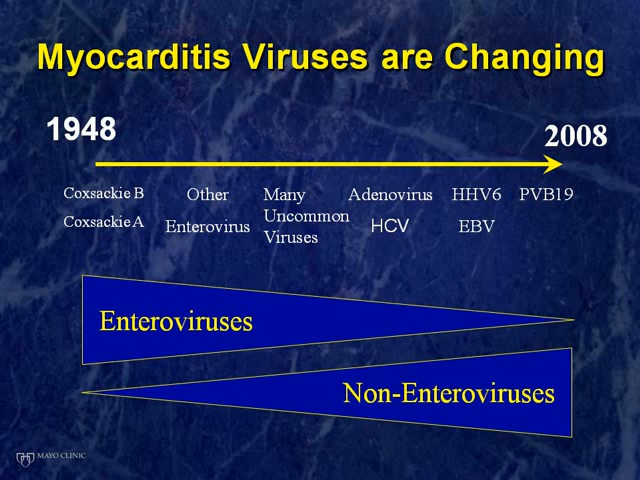 Myocarditis Viruses are Changing
1948
2008
Coxsackie B
Coxsackie A
Other
Enterovirus
Many
Uncommon
Viruses
Adenovirus
HCV
HHV6
EBV
PVB19
Enteroviruses
Non-Enteroviruses
MAYO CLINIC